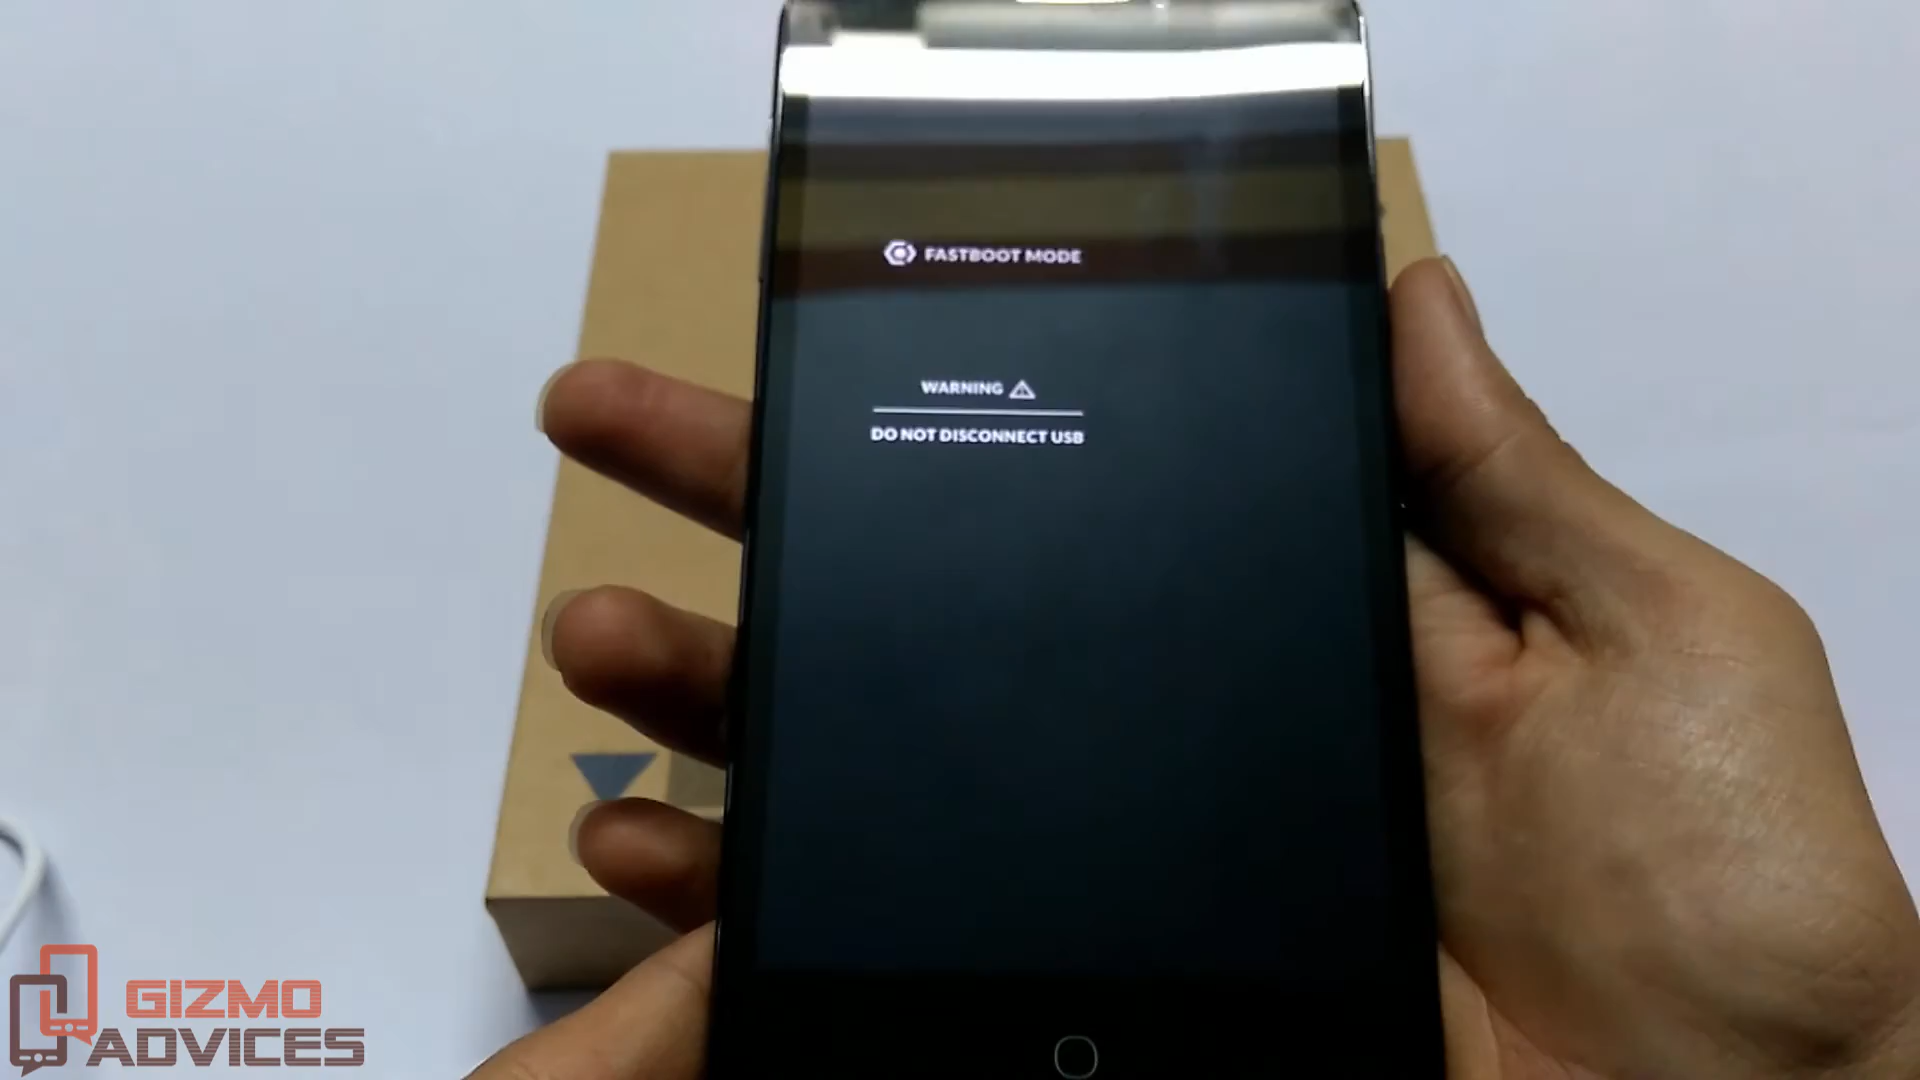 FASTBOOT MODE
WARNING
DO NOT DISCONNECT USB
GIZMO
ADVICES